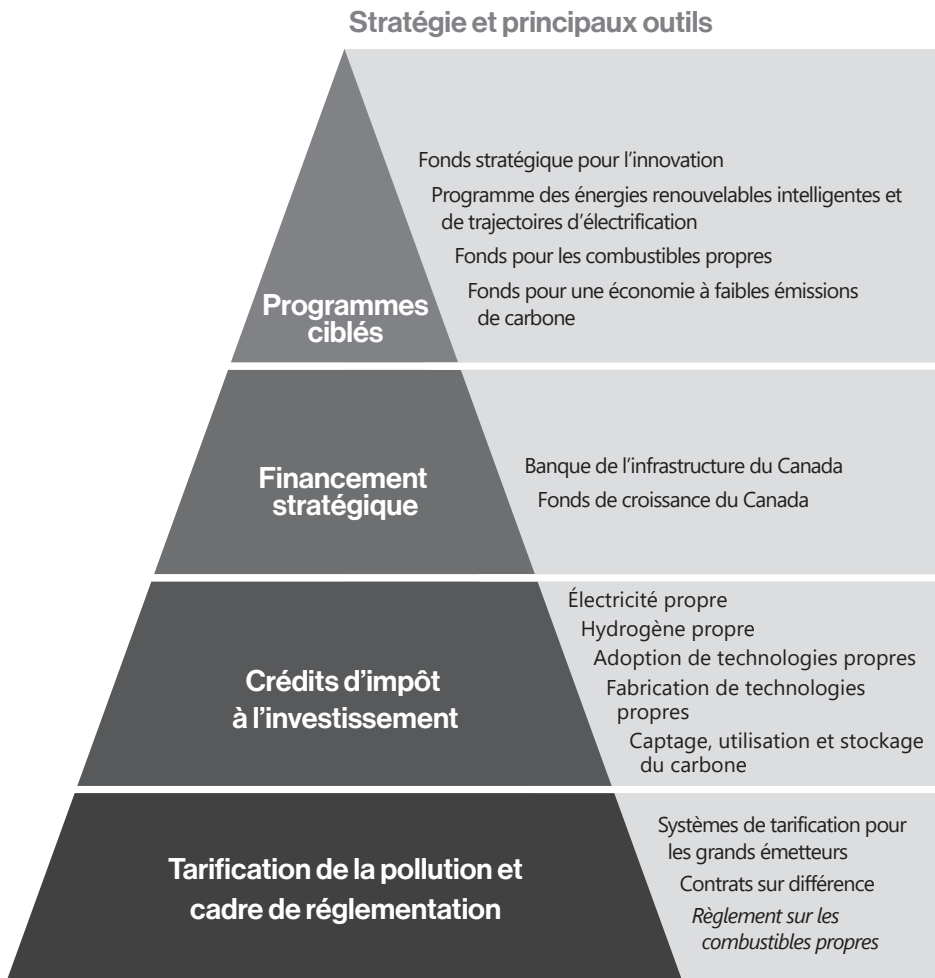 Stratégie et principaux outils
Programmes
ciblés
Fonds stratégique pour l’innovation
Programme des énergies renouvelables intelligentes et
de trajectoires d’électrification
Fonds pour les combustibles propres
Fonds pour une économie à faibles émissions
de carbone
Financement
stratégique
Banque de l’infrastructure du Canada
Fonds de croissance du Canada
Crédits d’impôt
à l’investissement
Électricité propre
Hydrogène propre
Adoption de technologies propres
Fabrication de technologies
propres
Captage, utilisation et stockage
du carbone
Tarification de la pollution et
cadre de réglementation
Systèmes de tarification pour
les grands émetteurs
Contrats sur différence
Règlement sur les
combustibles propres